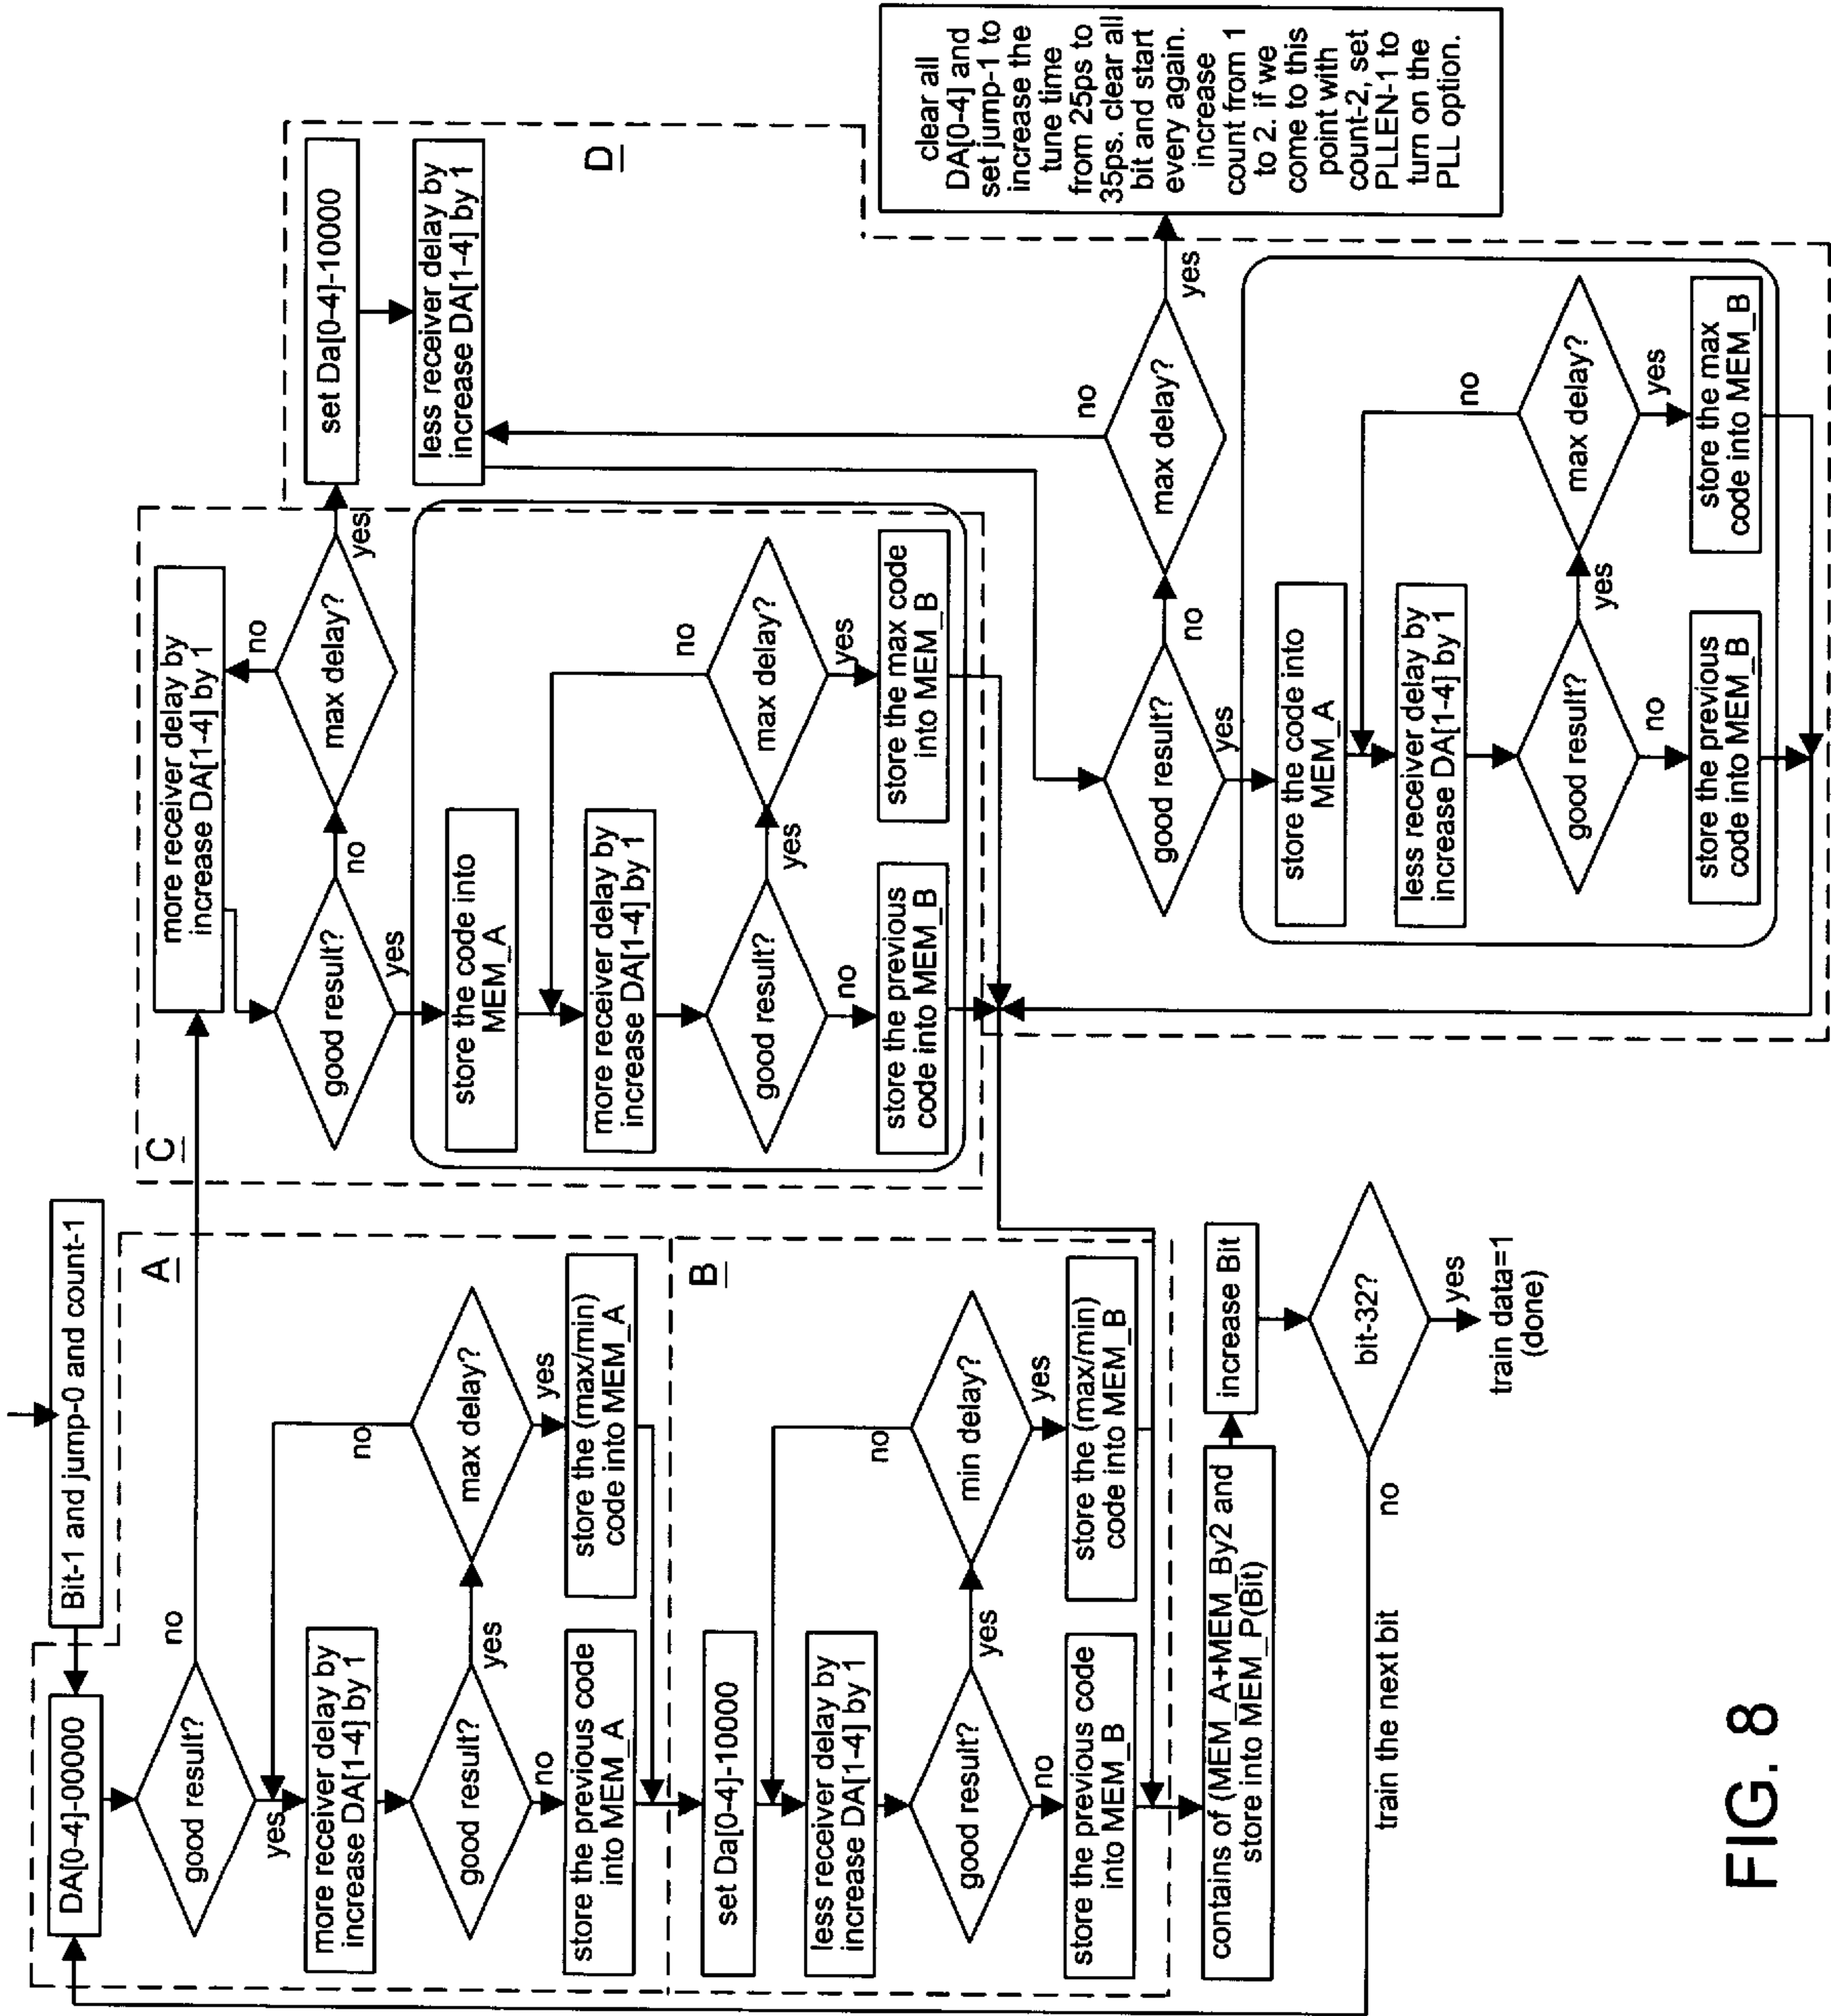 Bit-1 and jump-0 and count-1
A
DA[0-4]-00000
good result?
no
yes
more receiver delay by
increase DA[1-4] by 1
no
good result?
yes
max delay?
no
yes
store the previous code
into MEM_A
store the (max/min)
code into MEM_A
B
set Da[0-4]-10000
less receiver delay by
increase DA[1-4] by 1
no
good result?
yes
min delay?
no
yes
store the previous code
into MEM_B
store the (max/min)
code into MEM_B
contains of (MEM_A+MEM_By2 and
store into MEM_P(Bit)
increase Bit
bit-32?
no
train the next bit
yes
train data=1
(done)
C
more receiver delay by
increase DA[1-4] by 1
no
good result?
no
max delay?
yes
yes
store the code into
MEM_A
more receiver delay by
increase DA[1-4] by 1
no
good result?
yes
max delay?
no
yes
store the previous
code into MEM_B
store the max code
into MEM_B
D
set Da[0-4]-10000
less receiver delay by
increase DA[1-4] by 1
no
good result?
no
max delay?
yes
yes
clear all
DA[0-4] and
set jump-1 to
increase the
tune time
from 25ps to
35ps. clear all
bit and start
every again.
increase
count from 1
to 2. if we
come to this
point with
count-2, set
PLLEN-1 to
turn on the
PLL option.
store the code into
MEM_A
less receiver delay by
increase DA[1-4] by 1
no
good result?
yes
max delay?
no
yes
store the previous
code into MEM_B
store the max
code into MEM_B
FIG. 8